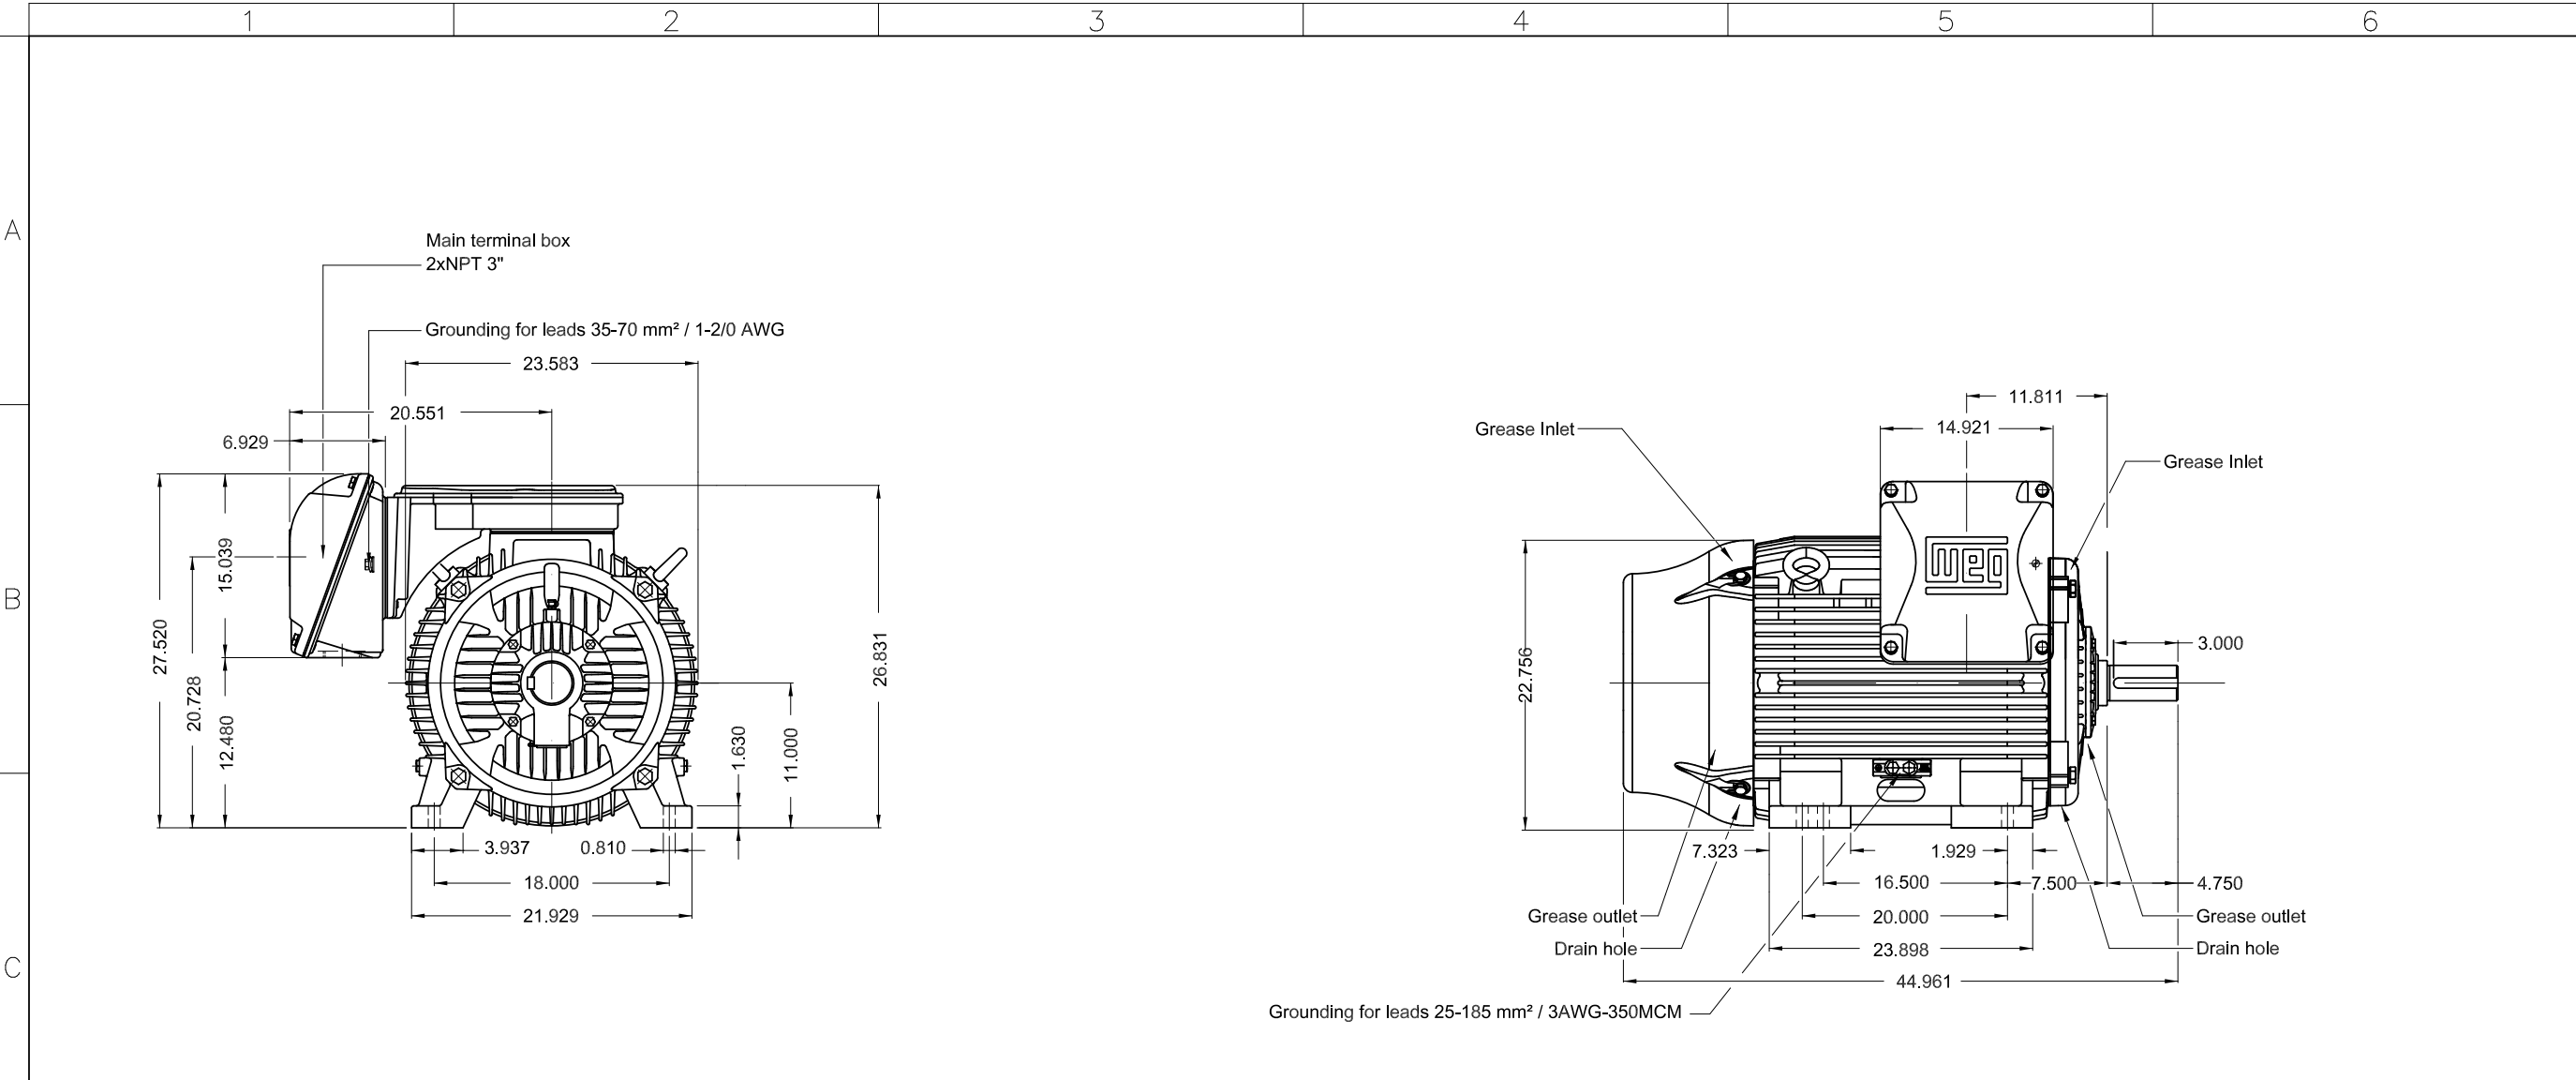 1
2
3
4
5
6
A
B
C
Main terminal box
2xNPT 3"
Grounding for leads 35-70 mm² / 1-2/0 AWG
23.583
20.551
6.929
27.520
20.728
15.039
12.480
26.831
11.000
1.630
3.937
0.810
18.000
21.929
11.811
14.921
Grease Inlet
Grease Inlet
weg
22.756
3.000
7.323
1.929
16.500
7.500
4.750
Grease outlet
20.000
Grease outlet
Drain hole
23.898
Drain hole
44.961
Grounding for leads 25-185 mm² / 3AWG-350MCM